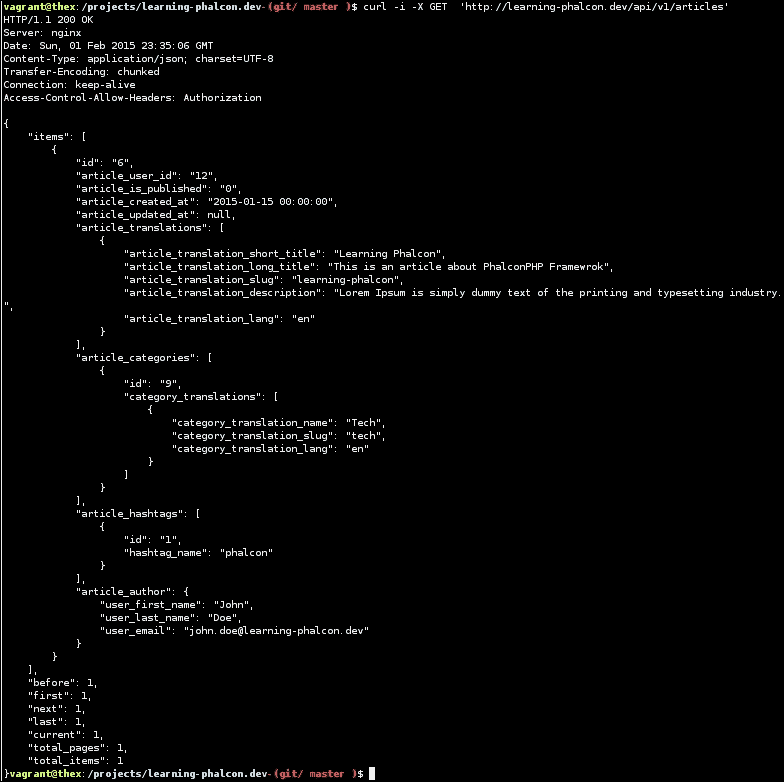 vagrant@thex:/projects/learning-phalcon.dev-(git/ master )$ curl -i -X GET  'http://learning-phalcon.dev/api/v1/articles'
HTTP/1.1 200 OK
Server: nginx
Date: Sun, 01 Feb 2015 23:35:06 GMT
Content-Type: application/json; charset=UTF-8
Transfer-Encoding: chunked
Connection: keep-alive
Access-Control-Allow-Headers: Authorization

{
    "items": [
        {
            "id": "6",
            "article_user_id": "12",
            "article_is_published": "0",
            "article_created_at": "2015-01-15 00:00:00",
            "article_updated_at": null,
            "article_translations": [
                {
                    "article_translation_short_title": "Learning Phalcon",
                    "article_translation_long_title": "This is an article about PhalconPHP Framewrok",
                    "article_translation_slug": "learning-phalcon",
                    "article_translation_description": "Lorem Ipsum is simply dummy text of the printing and typesetting industry.
",
                    "article_translation_lang": "en"
                }
            ],
            "article_categories": [
                {
                    "id": "9",
                    "category_translations": [
                        {
                            "category_translation_name": "Tech",
                            "category_translation_slug": "tech",
                            "category_translation_lang": "en"
                        }
                    ]
                }
            ],
            "article_hashtags": [
                {
                    "id": "1",
                    "hashtag_name": "phalcon"
                }
            ],
            "article_author": {
                "user_first_name": "John",
                "user_last_name": "Doe",
                "user_email": "john.doe@learning-phalcon.dev"
            }
        }
    ],
    "before": 1,
    "first": 1,
    "next": 1,
    "last": 1,
    "current": 1,
    "total_pages": 1,
    "total_items": 1
}vagrant@thex:/projects/learning-phalcon.dev-(git/ master )$